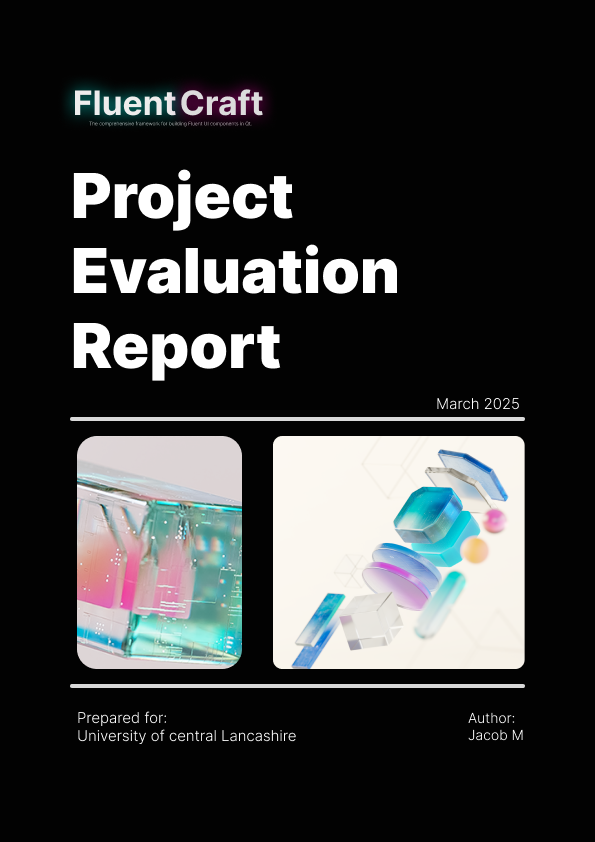 FluentCraft
The comprehensive framework for building Fluent UI components in Qt.
Project
Evaluation
Report
March 2025
Prepared for:
University of central Lancashire
Author:
Jacob M